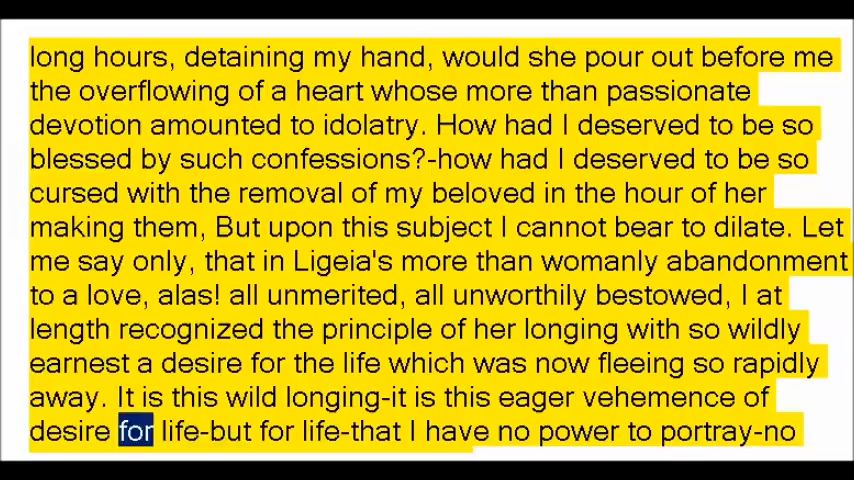 long hours, detaining my hand, would she pour out before me
the overflowing of a heart whose more than passionate
devotion amounted to idolatry. How had I deserved to be so
blessed by such confessions?-how had I deserved to be so
cursed with the removal of my beloved in the hour of her
making them, But upon this subject I cannot bear to dilate. Let
me say only, that in Ligeia's more than womanly abandonment
to a love, alas! all unmerited, all unworthily bestowed, I at
length recognized the principle of her longing with so wildly
earnest a desire for the life which was now fleeing so rapidly
away. It is this wild longing-it is this eager vehemence of
desire for life-but for life-that I have no power to portray-no